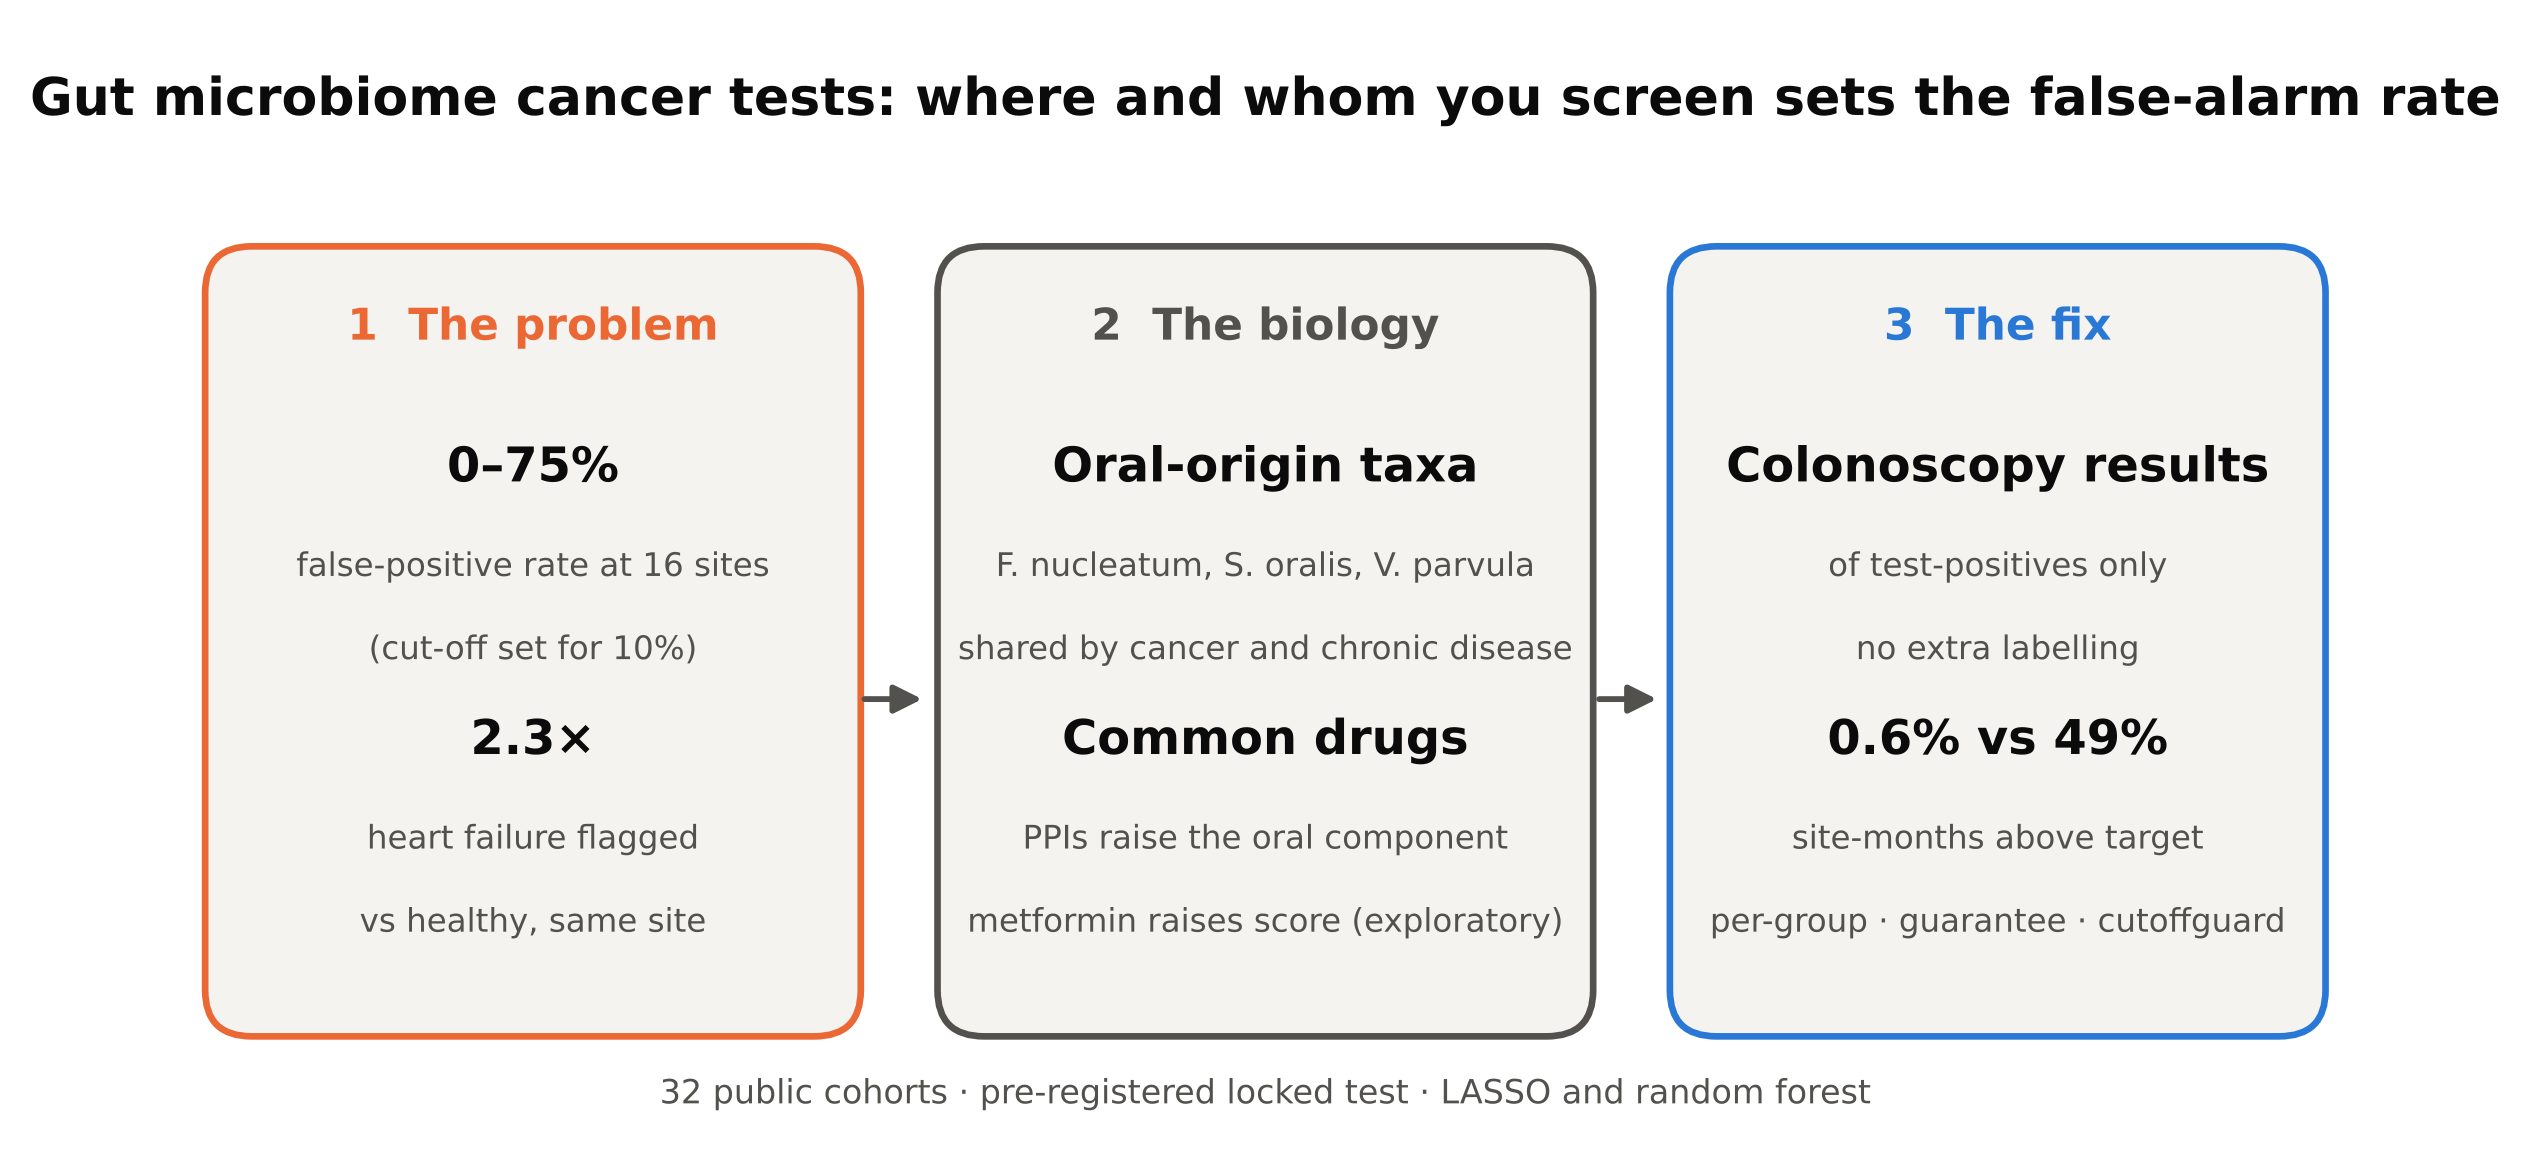 Gut microbiome cancer tests: where and whom you screen sets the false-alarm rate
1 The problem
0–75%
false-positive rate at 16 sites
(cut-off set for 10%)
2.3×
heart failure flagged
vs healthy, same site
2 The biology
Oral-origin taxa
F. nucleatum, S. oralis, V. parvula
shared by cancer and chronic disease
Common drugs
PPIs raise the oral component
metformin raises score (exploratory)
3 The fix
Colonoscopy results
of test-positives only
no extra labelling
0.6% vs 49%
site-months above target
per-group · guarantee · cutoffguard
32 public cohorts · pre-registered locked test · LASSO and random forest